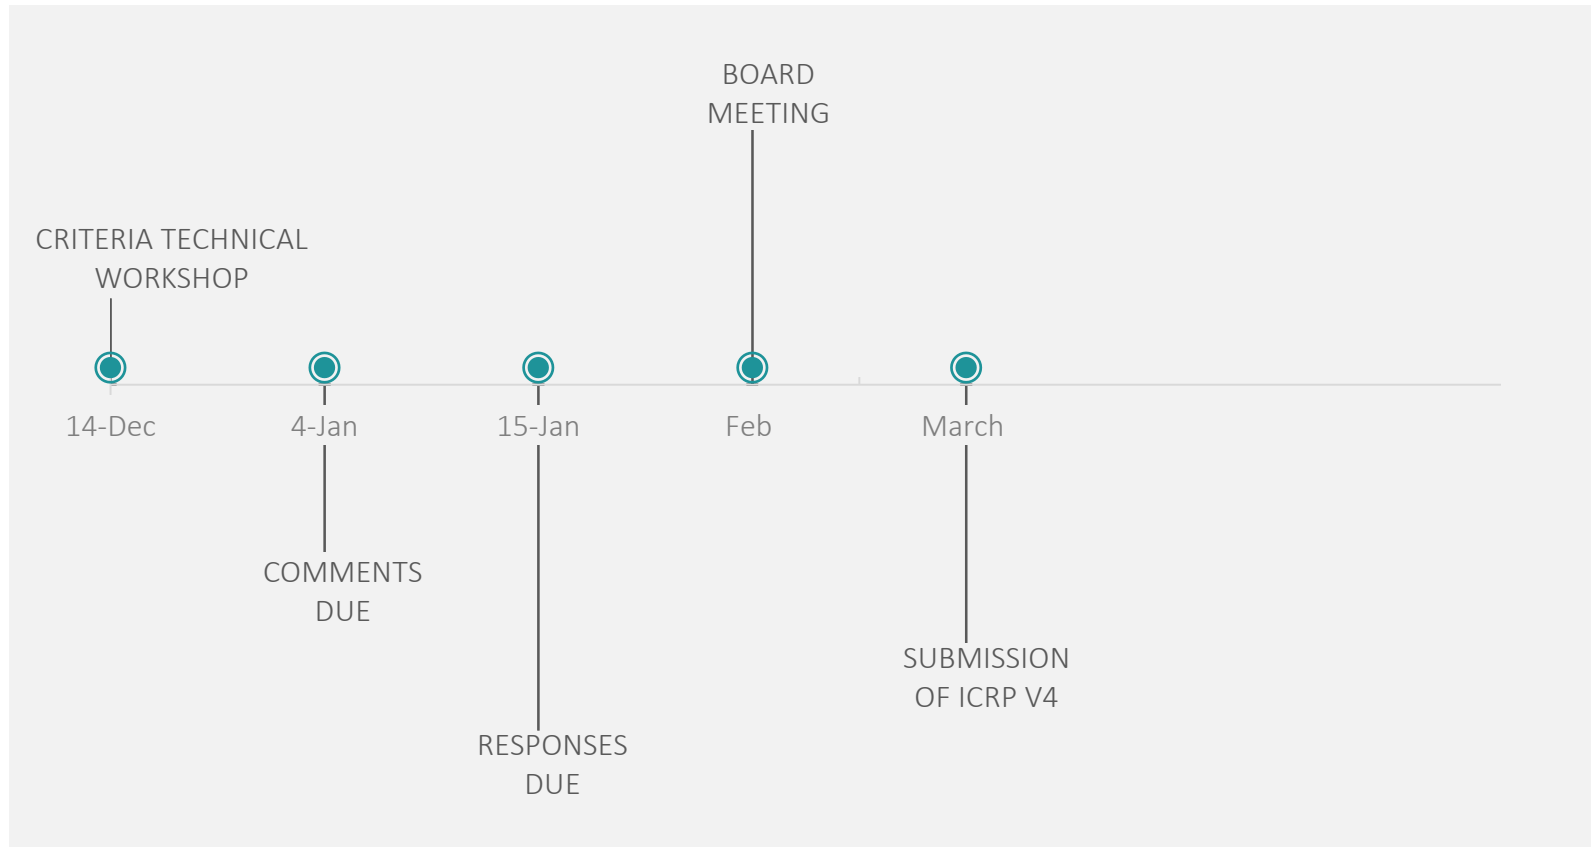 BOARD
MEETING
CRITERIA TECHNICAL
WORKSHOP
14-Dec
4-Jan
15-Jan
Feb
March
COMMENTS
DUE
SUBMISSION
OF ICRP V4
RESPONSES
DUE